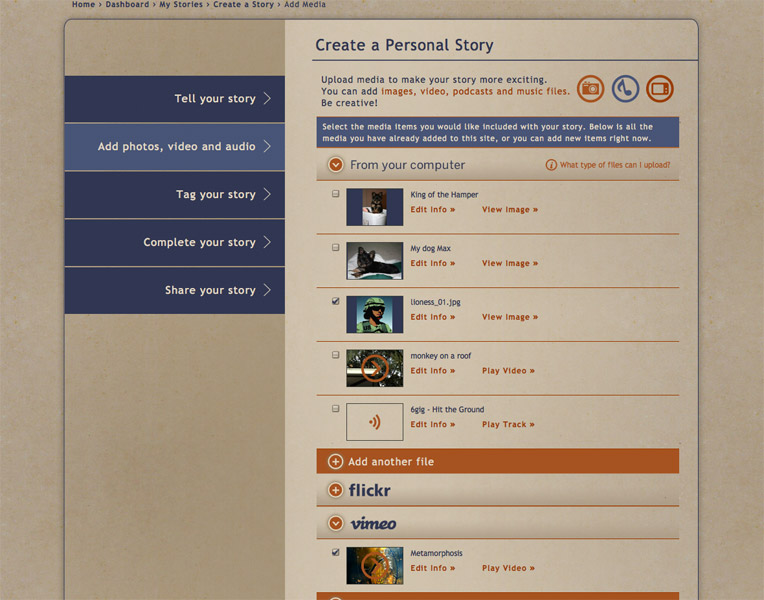 Home > Dashboard > My Stories > Create a Story > Add Media
Create a Personal Story
Tell your story
Add photos, video and audio
Tag your story
Complete your story
Share your story
Upload media to make your story more exciting.
You can add images, video, podcasts and music files.
Be creative!
Select the media items you would like included with your story. Below is all the
media you have already added to this site, or you can add new items right now.
From your computer
What type of files can I upload?
King of the Hamper
Edit Info » View Image »
My dog Max
Edit Info » View Image »
lioness_01.jpg
Edit Info » View Image »
monkey on a roof
Edit Info » Play Video »
6gig - Hit the Ground
Edit Info » Play Track »
Add another file
flickr
vimeo
Metamorphosis
Edit Info » Play Video »